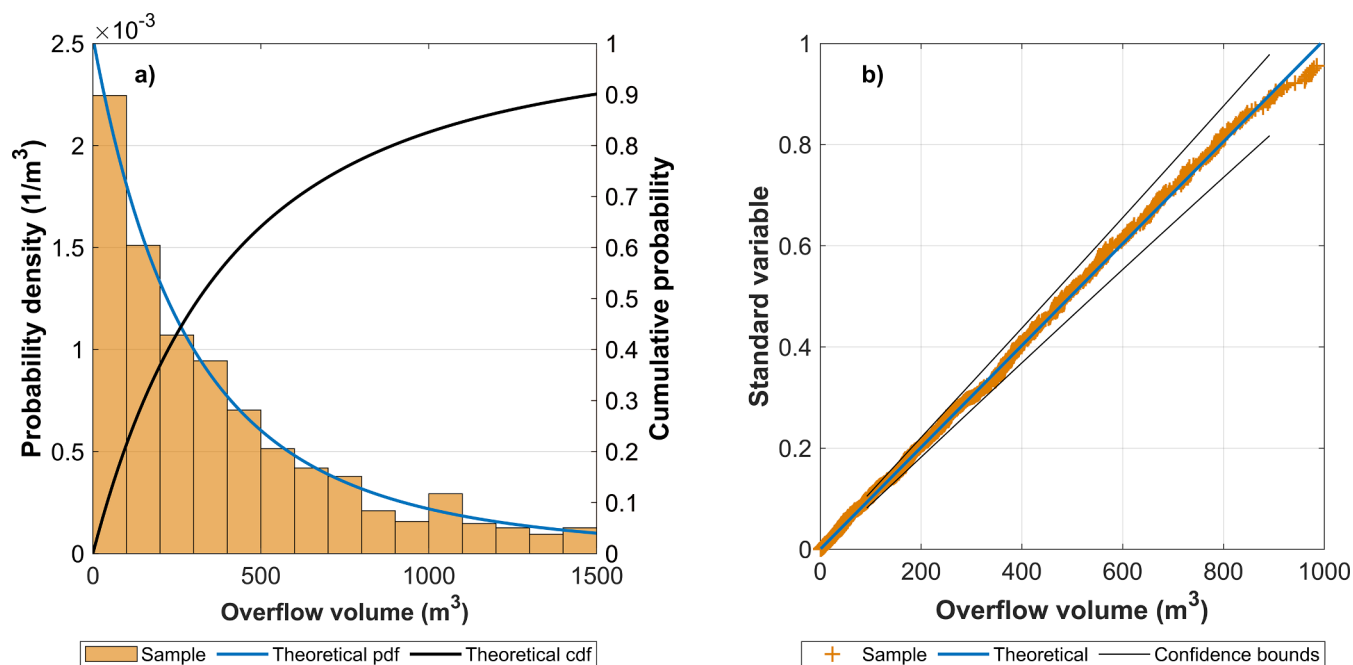 ×10⁻³
2.5
2
1.5
1
0.5
0
a)
1
0.9
0.8
0.7
0.6
0.5
0.4
0.3
0.2
0.1
0
Probability density (1/m³)
Cumulative probability
0 500 1000 1500
Overflow volume (m³)
Sample Theoretical pdf Theoretical cdf
b)
1
0.8
0.6
0.4
0.2
0
Standard variable
0 200 400 600 800 1000
Overflow volume (m³)
Sample Theoretical Confidence bounds